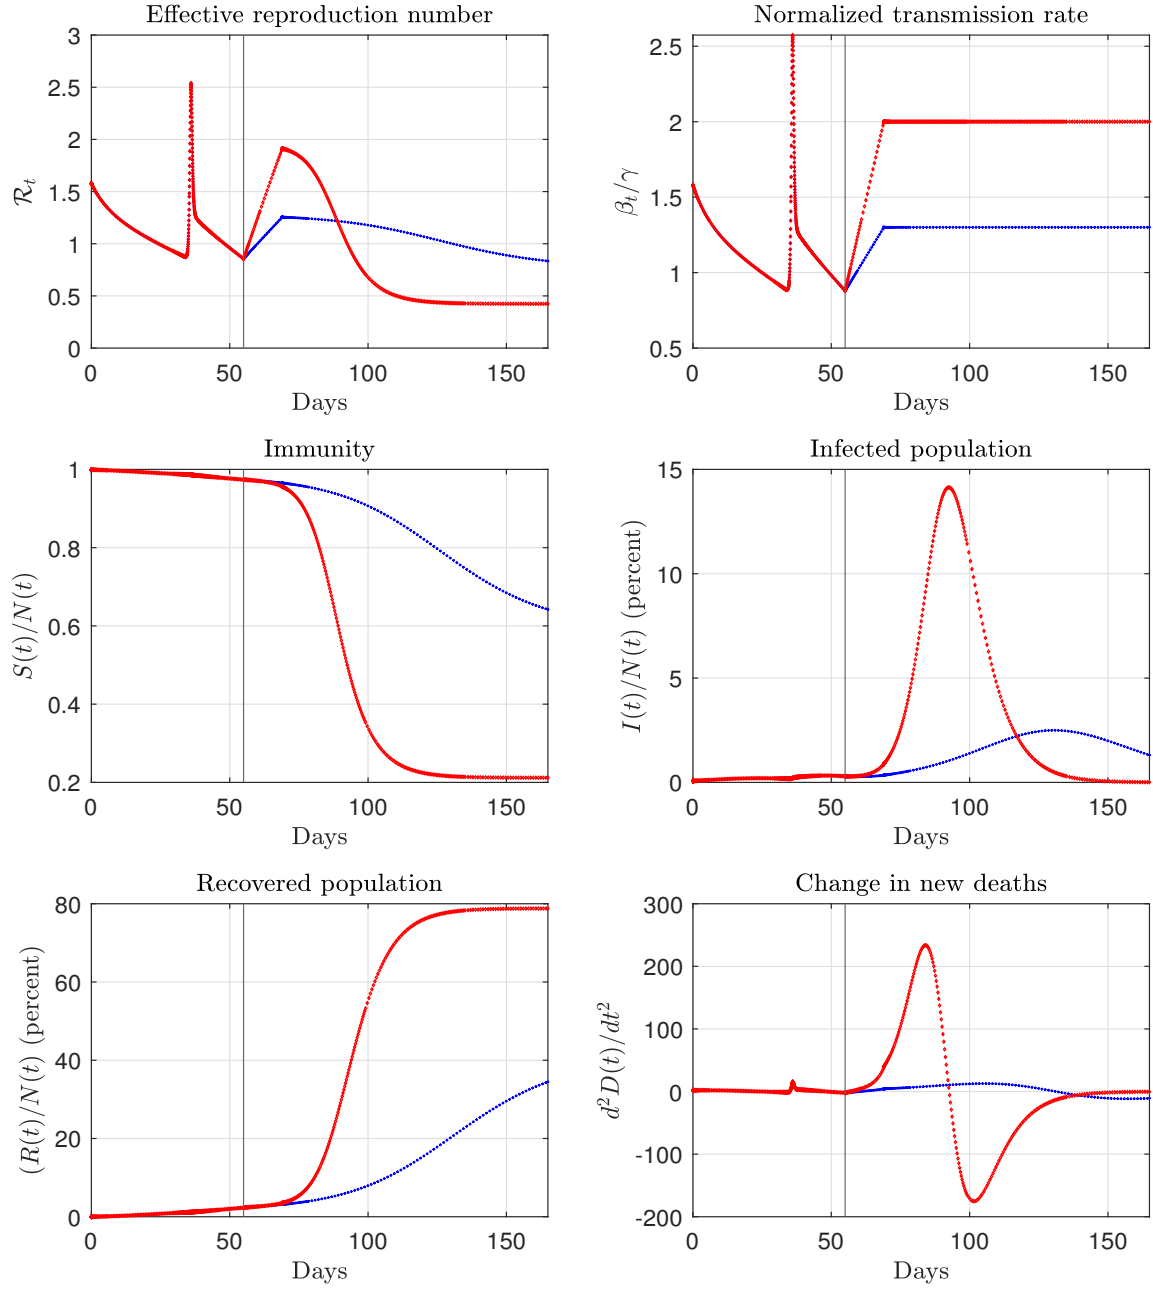 Effective reproduction number
3
2.5
2
1.5
1
0.5
0
0 50 100 150
Days
ℛₜ
Normalized transmission rate
2.5
2
1.5
1
0.5
0 50 100 150
Days
βₜ/γ
Immunity
1
0.8
0.6
0.4
0.2
0 50 100 150
Days
S(t)/N(t)
Infected population
15
10
5
0
0 50 100 150
Days
I(t)/N(t) (percent)
Recovered population
80
60
40
20
0
0 50 100 150
Days
(R(t)/N(t) (percent)
Change in new deaths
300
200
100
0
-100
-200
0 50 100 150
Days
d²D(t)/dt²